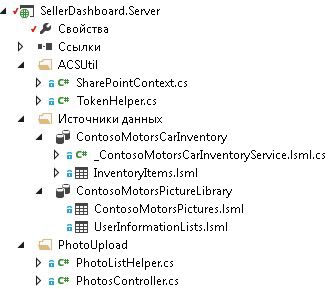 SellerDashboard.Server
Свойства
Ссылки
ACSUtil
C# SharePointContext.cs
C# TokenHelper.cs
Источники данных
ContosoMotorsCarInventory
C# _ContosoMotorsCarInventoryService.lsml.cs
InventoryItems.lsml
ContosoMotorsPictureLibrary
ContosoMotorsPictures.lsml
UserInformationLists.lsml
PhotoUpload
C# PhotoListHelper.cs
C# PhotosController.cs